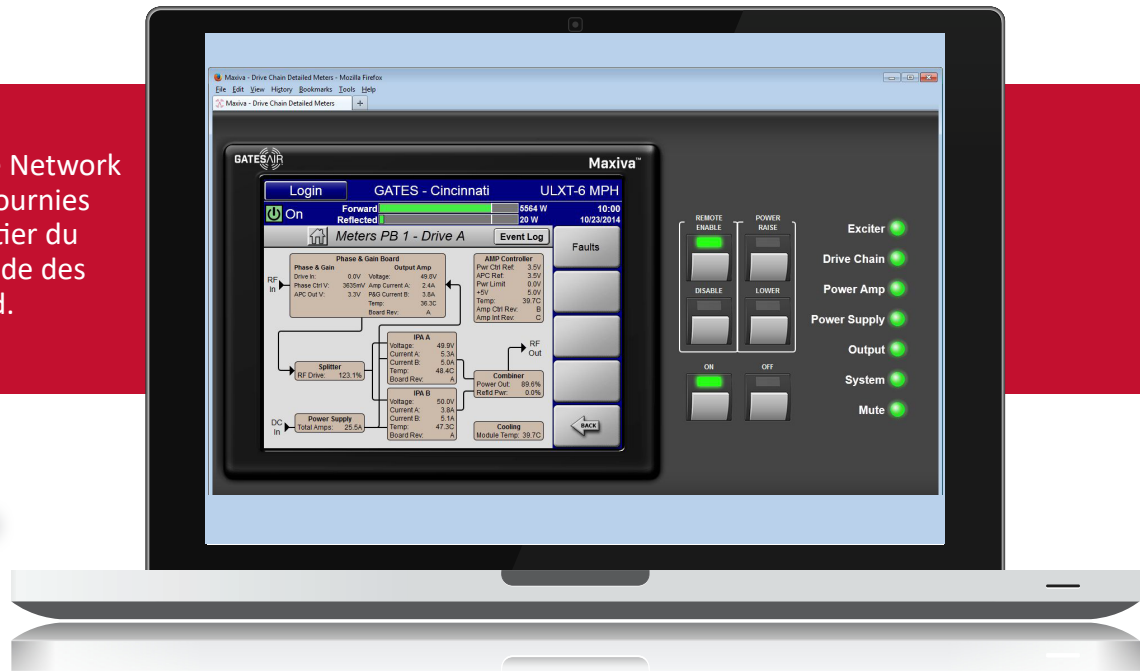 Network
ournies
tier du
de des
d.
Maxiva - Drive Chain Detailed Meters - Mozilla Firefox
File Edit View History Bookmarks Tools Help
Maxiva - Drive Chain Detailed Meters +
GATESAIR
Maxiva™
Login GATES - Cincinnati ULXT-6 MPH
On Forward 5564 W 10:00
Reflected 20 W 10/23/2014
Meters PB 1 - Drive A Event Log
Faults
BACK
Phase & Gain Board
Phase & Gain Output Amp
Drive In: 0.0V Voltage: 49.8V
Phase Ctrl V: 3635mV Amp Current A: 2.4A
APC Out V: 3.3V P&G Current B: 3.8A
Temp: 36.3C
Board Rev: A
RF
In
AMP Controller
Pwr Ctrl Ref: 3.5V
APC Ref: 3.5V
Pwr Limit 0.0V
+5V 5.0V
Temp: 39.7C
Amp Ctrl Rev: B
Amp Int Rev: C
IPA A
Voltage: 49.9V
Current A: 5.3A
Current B: 5.0A
Temp: 48.4C
Board Rev: A
RF
Out
Splitter
RF Drive: 123.1%
Combiner
Power Out: 89.6%
Refld Pwr: 0.0%
IPA B
Voltage: 50.0V
Current A: 3.8A
Current B: 5.1A
Temp: 47.3C
Board Rev: A
DC
In
Power Supply
Total Amps: 25.5A
Cooling
Module Temp: 39.7C
REMOTE
ENABLE
POWER
RAISE
DISABLE
LOWER
ON
OFF
Exciter
Drive Chain
Power Amp
Power Supply
Output
System
Mute